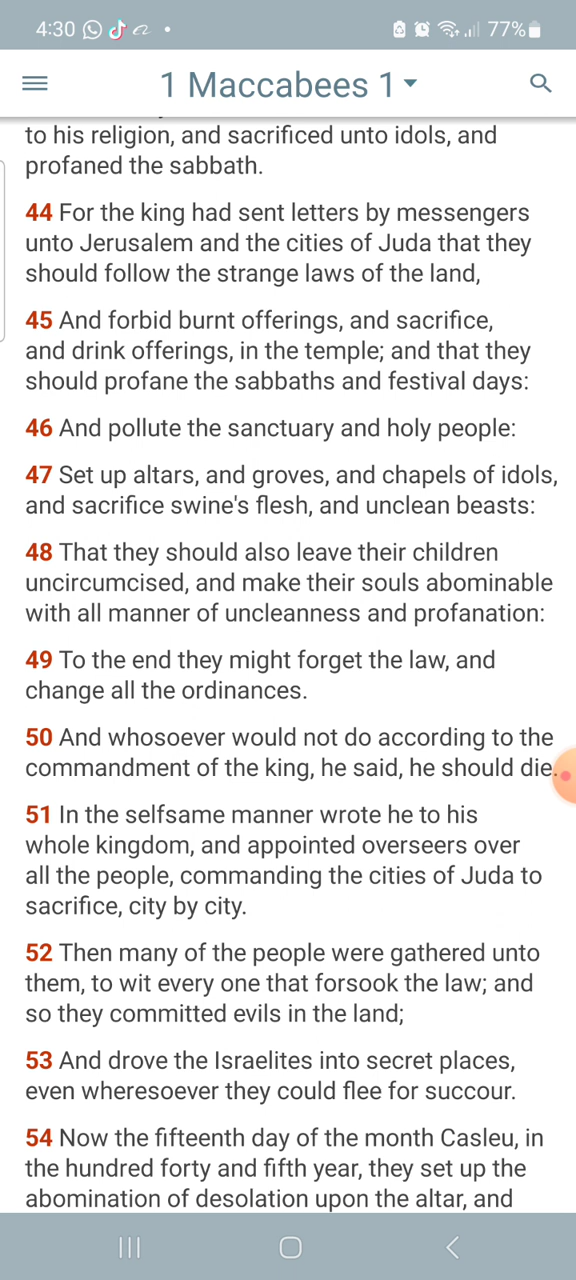 4:30 77%
1 Maccabees 1
to his religion, and sacrificed unto idols, and
profaned the sabbath.
44 For the king had sent letters by messengers
unto Jerusalem and the cities of Juda that they
should follow the strange laws of the land,
45 And forbid burnt offerings, and sacrifice,
and drink offerings, in the temple; and that they
should profane the sabbaths and festival days:
46 And pollute the sanctuary and holy people:
47 Set up altars, and groves, and chapels of idols,
and sacrifice swine's flesh, and unclean beasts:
48 That they should also leave their children
uncircumcised, and make their souls abominable
with all manner of uncleanness and profanation:
49 To the end they might forget the law, and
change all the ordinances.
50 And whosoever would not do according to the
commandment of the king, he said, he should die.
51 In the selfsame manner wrote he to his
whole kingdom, and appointed overseers over
all the people, commanding the cities of Juda to
sacrifice, city by city.
52 Then many of the people were gathered unto
them, to wit every one that forsook the law; and
so they committed evils in the land;
53 And drove the Israelites into secret places,
even wheresoever they could flee for succour.
54 Now the fifteenth day of the month Casleu, in
the hundred forty and fifth year, they set up the
abomination of desolation upon the altar, and